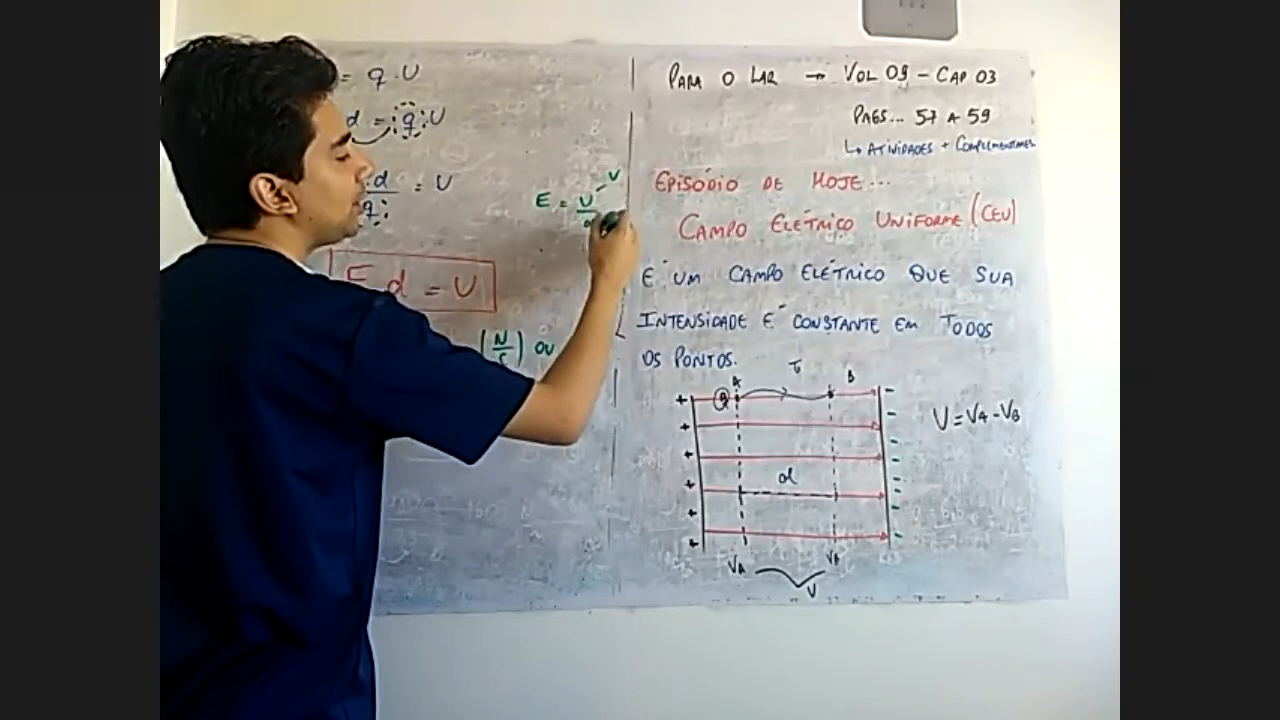 = q . U
d = q . U
. d / q = U
E . d = U
(N/C) OU
E = U
V
PARA O LAR → VOL 09 - CAP 03
PAGS... 57 A 59
↳ ATIVIDADES + COMPLEMENTARES
EPISÓDIO DE HOJE...
CAMPO ELÉTRICO UNIFORME (CEU)
É UM CAMPO ELÉTRICO QUE SUA
INTENSIDADE É CONSTANTE EM TODOS
OS PONTOS.
A B
U = VA - VB
d
VA VB
U